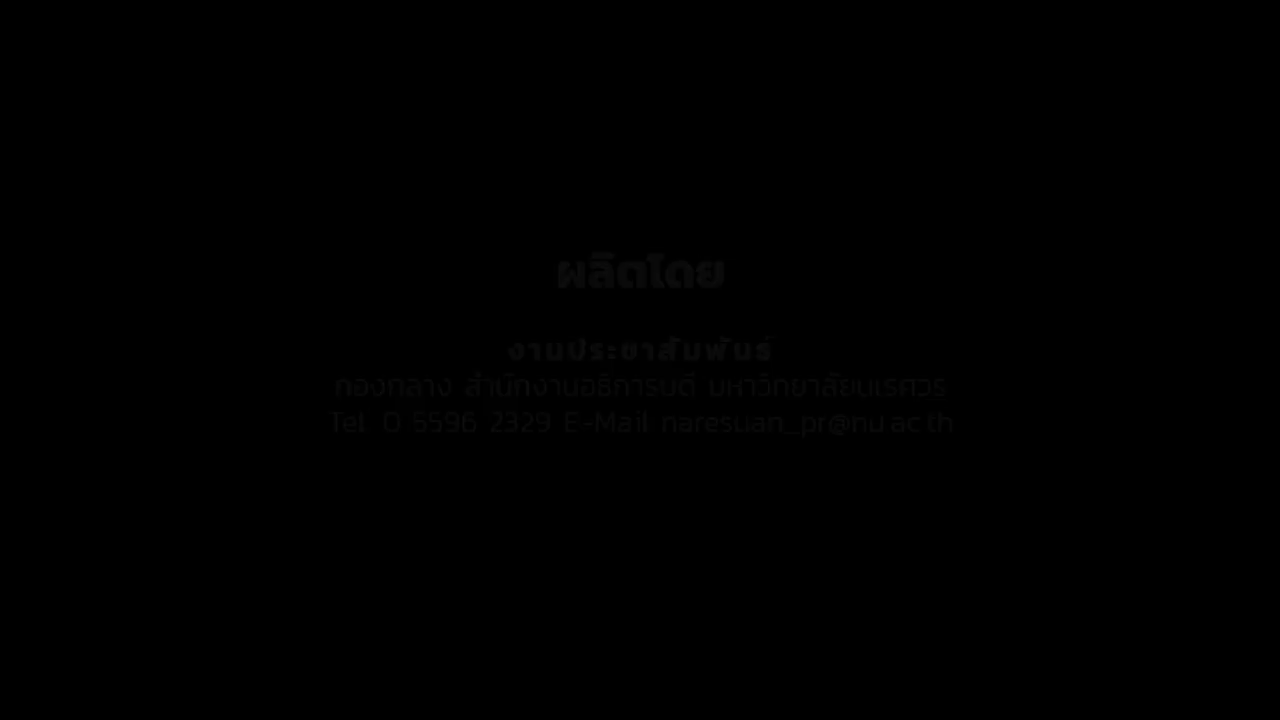 ผลิตโดย
งานประชาสัมพันธ์
กองกลาง สำนักงานอธิการบดี มหาวิทยาลัยนเรศวร
Tel. 0 5596 2329 E-Mail: naresuan_pr@nu.ac.th